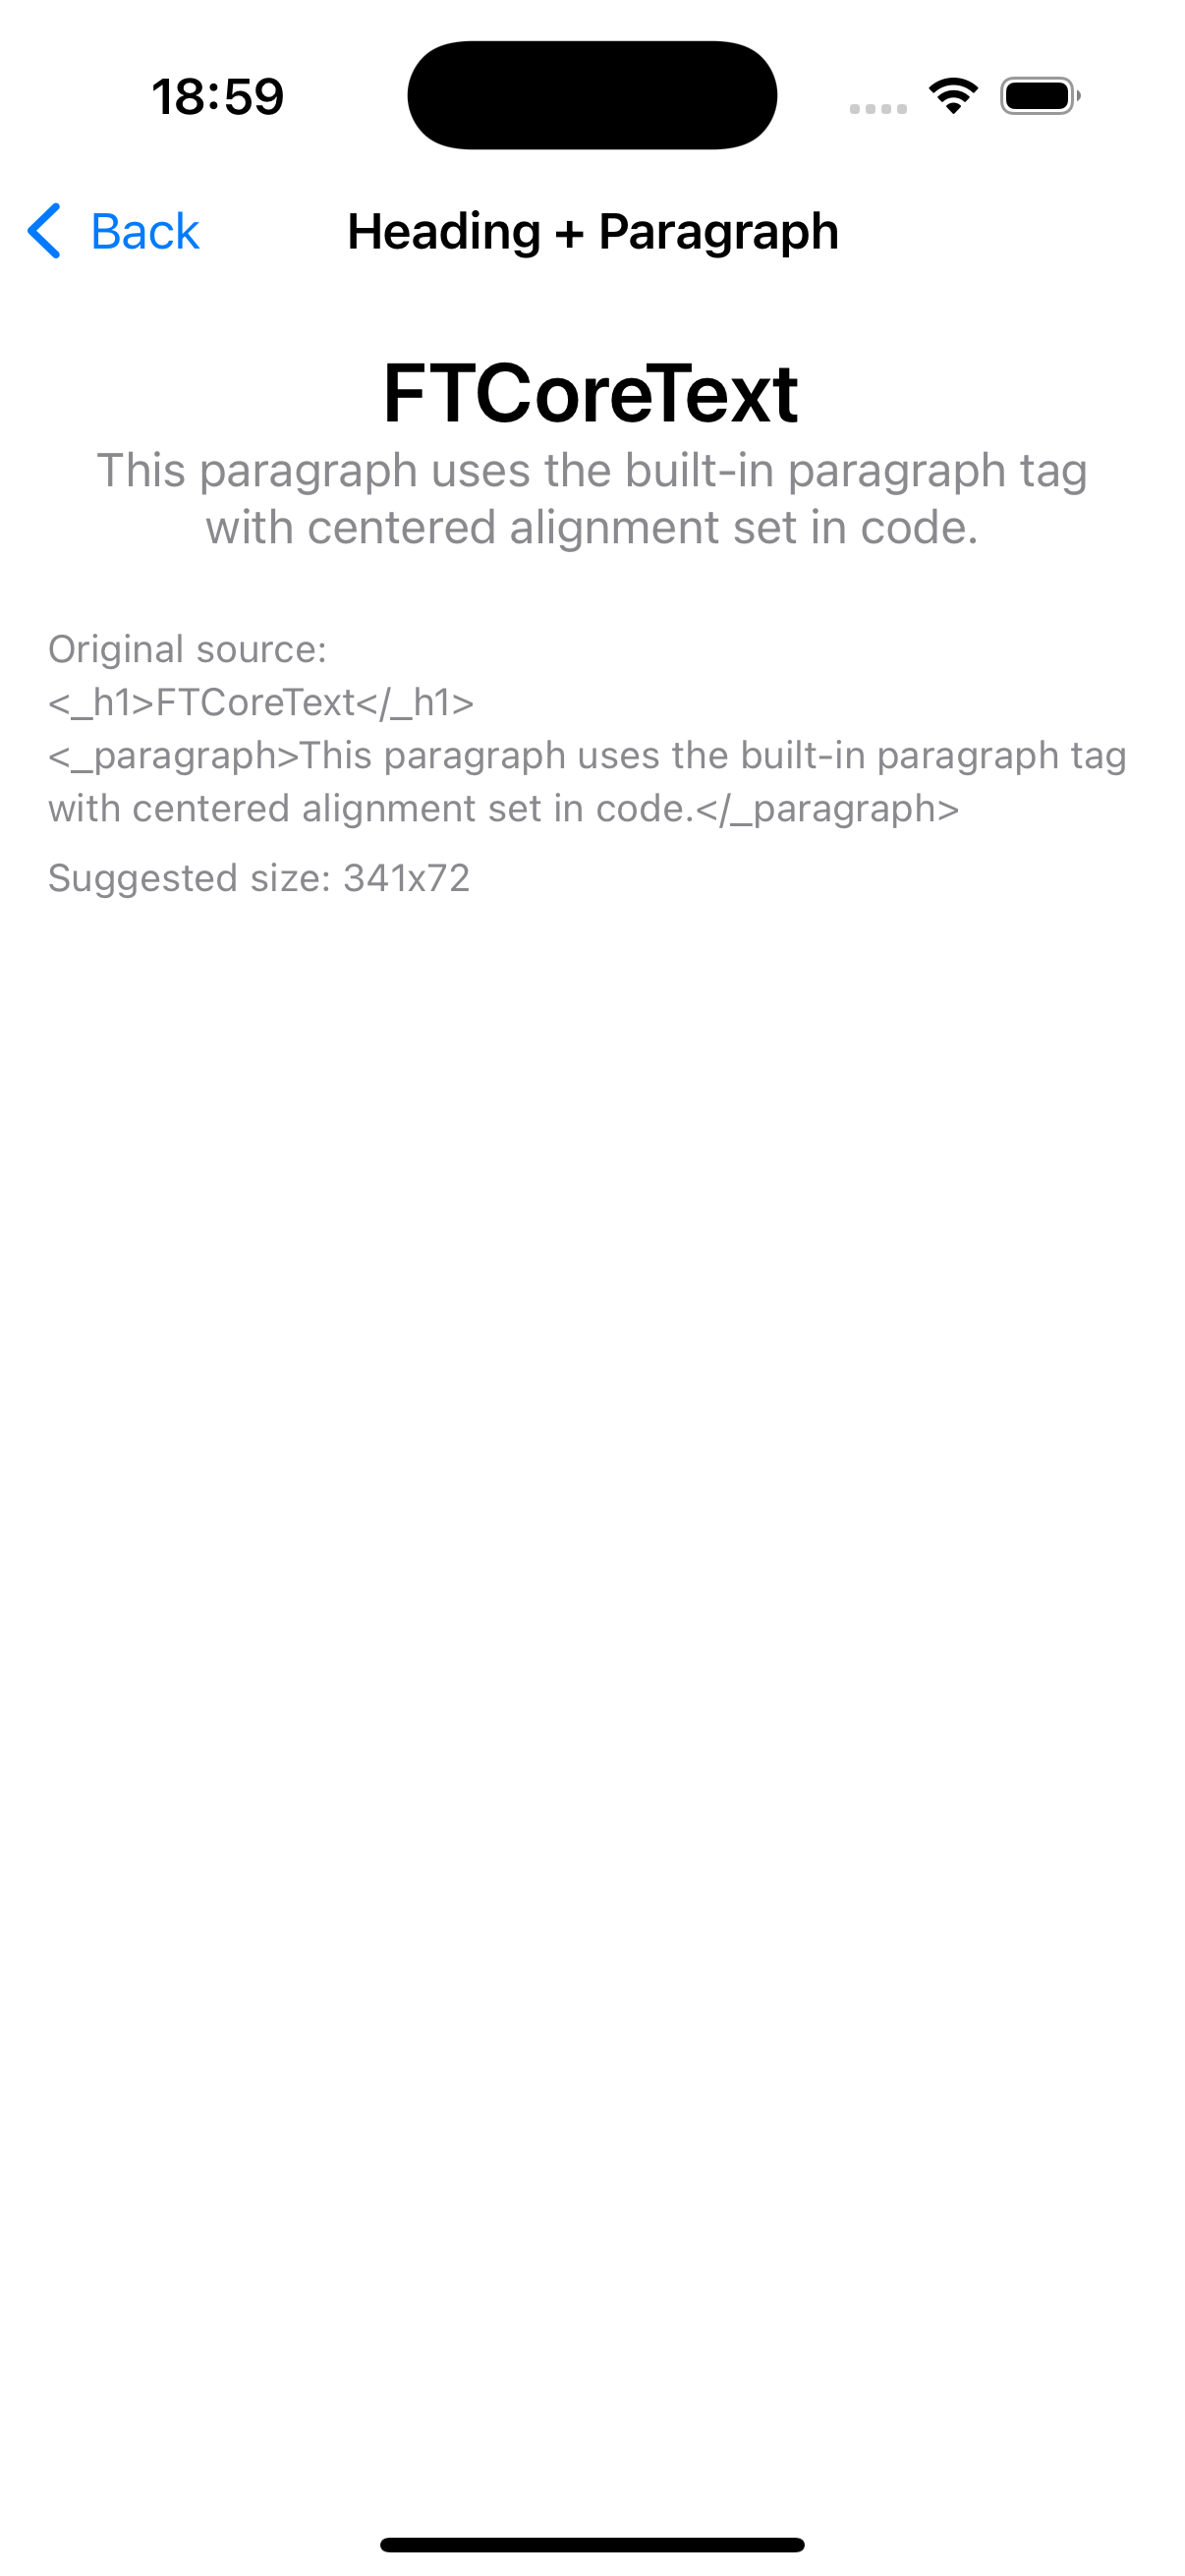 18:59
Back
Heading + Paragraph
FTCoreText
This paragraph uses the built-in paragraph tag
with centered alignment set in code.
Original source:
<_h1>FTCoreText</_h1>
<_paragraph>This paragraph uses the built-in paragraph tag
with centered alignment set in code.</_paragraph>
Suggested size: 341x72